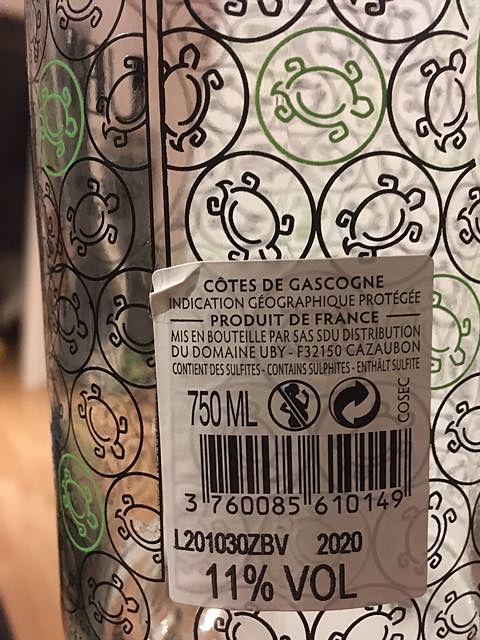 CÔTES DE GASCOGNE
INDICATION GÉOGRAPHIQUE PROTÉGÉE
PRODUIT DE FRANCE
MIS EN BOUTEILLE PAR SAS SDU DISTRIBUTION
DU DOMAINE UBY - F32150 CAZAUBON
CONTIENT DES SULFITES - CONTAINS SULPHITES - ENTHÄLT SULFITE
750 ML
COSEC
3 760085 610149
L201030ZBV 2020
11% VOL